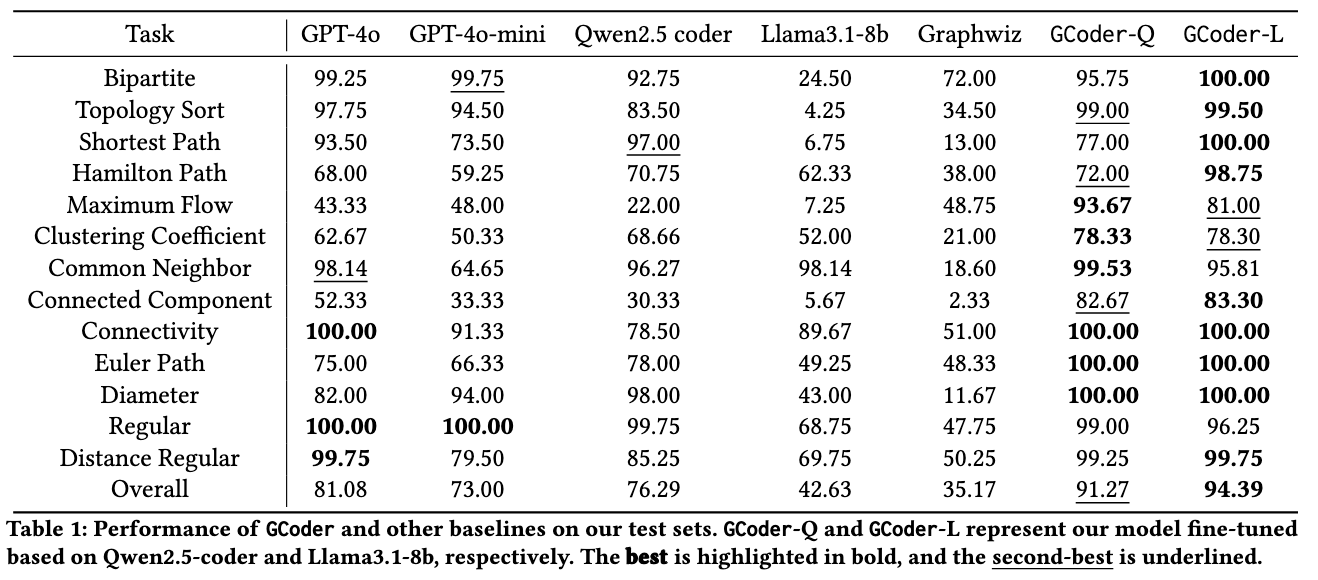 Task GPT-4o GPT-4o-mini Qwen2.5 coder Llama3.1-8b Graphwiz GCoder-Q GCoder-L
Bipartite 99.25 99.75 92.75 24.50 72.00 95.75 100.00
Topology Sort 97.75 94.50 83.50 4.25 34.50 99.00 99.50
Shortest Path 93.50 73.50 97.00 6.75 13.00 77.00 100.00
Hamilton Path 68.00 59.25 70.75 62.33 38.00 72.00 98.75
Maximum Flow 43.33 48.00 22.00 7.25 48.75 93.67 81.00
Clustering Coefficient 62.67 50.33 68.66 52.00 21.00 78.33 78.30
Common Neighbor 98.14 64.65 96.27 98.14 18.60 99.53 95.81
Connected Component 52.33 33.33 30.33 5.67 2.33 82.67 83.30
Connectivity 100.00 91.33 78.50 89.67 51.00 100.00 100.00
Euler Path 75.00 66.33 78.00 49.25 48.33 100.00 100.00
Diameter 82.00 94.00 98.00 43.00 11.67 100.00 100.00
Regular 100.00 100.00 99.75 68.75 47.75 99.00 96.25
Distance Regular 99.75 79.50 85.25 69.75 50.25 99.25 99.75
Overall 81.08 73.00 76.29 42.63 35.17 91.27 94.39
Table 1: Performance of GCoder and other baselines on our test sets. GCoder-Q and GCoder-L represent our model fine-tuned
based on Qwen2.5-coder and Llama3.1-8b, respectively. The best is highlighted in bold, and the second-best is underlined.